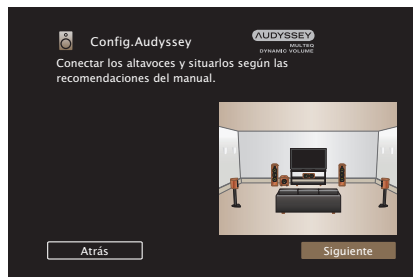 Config.Audyssey
AUDYSSEY
MULTEQ
DYNAMIC VOLUME
Conectar los altavoces y situarlos según las
recomendaciones del manual.
Atrás
Siguiente